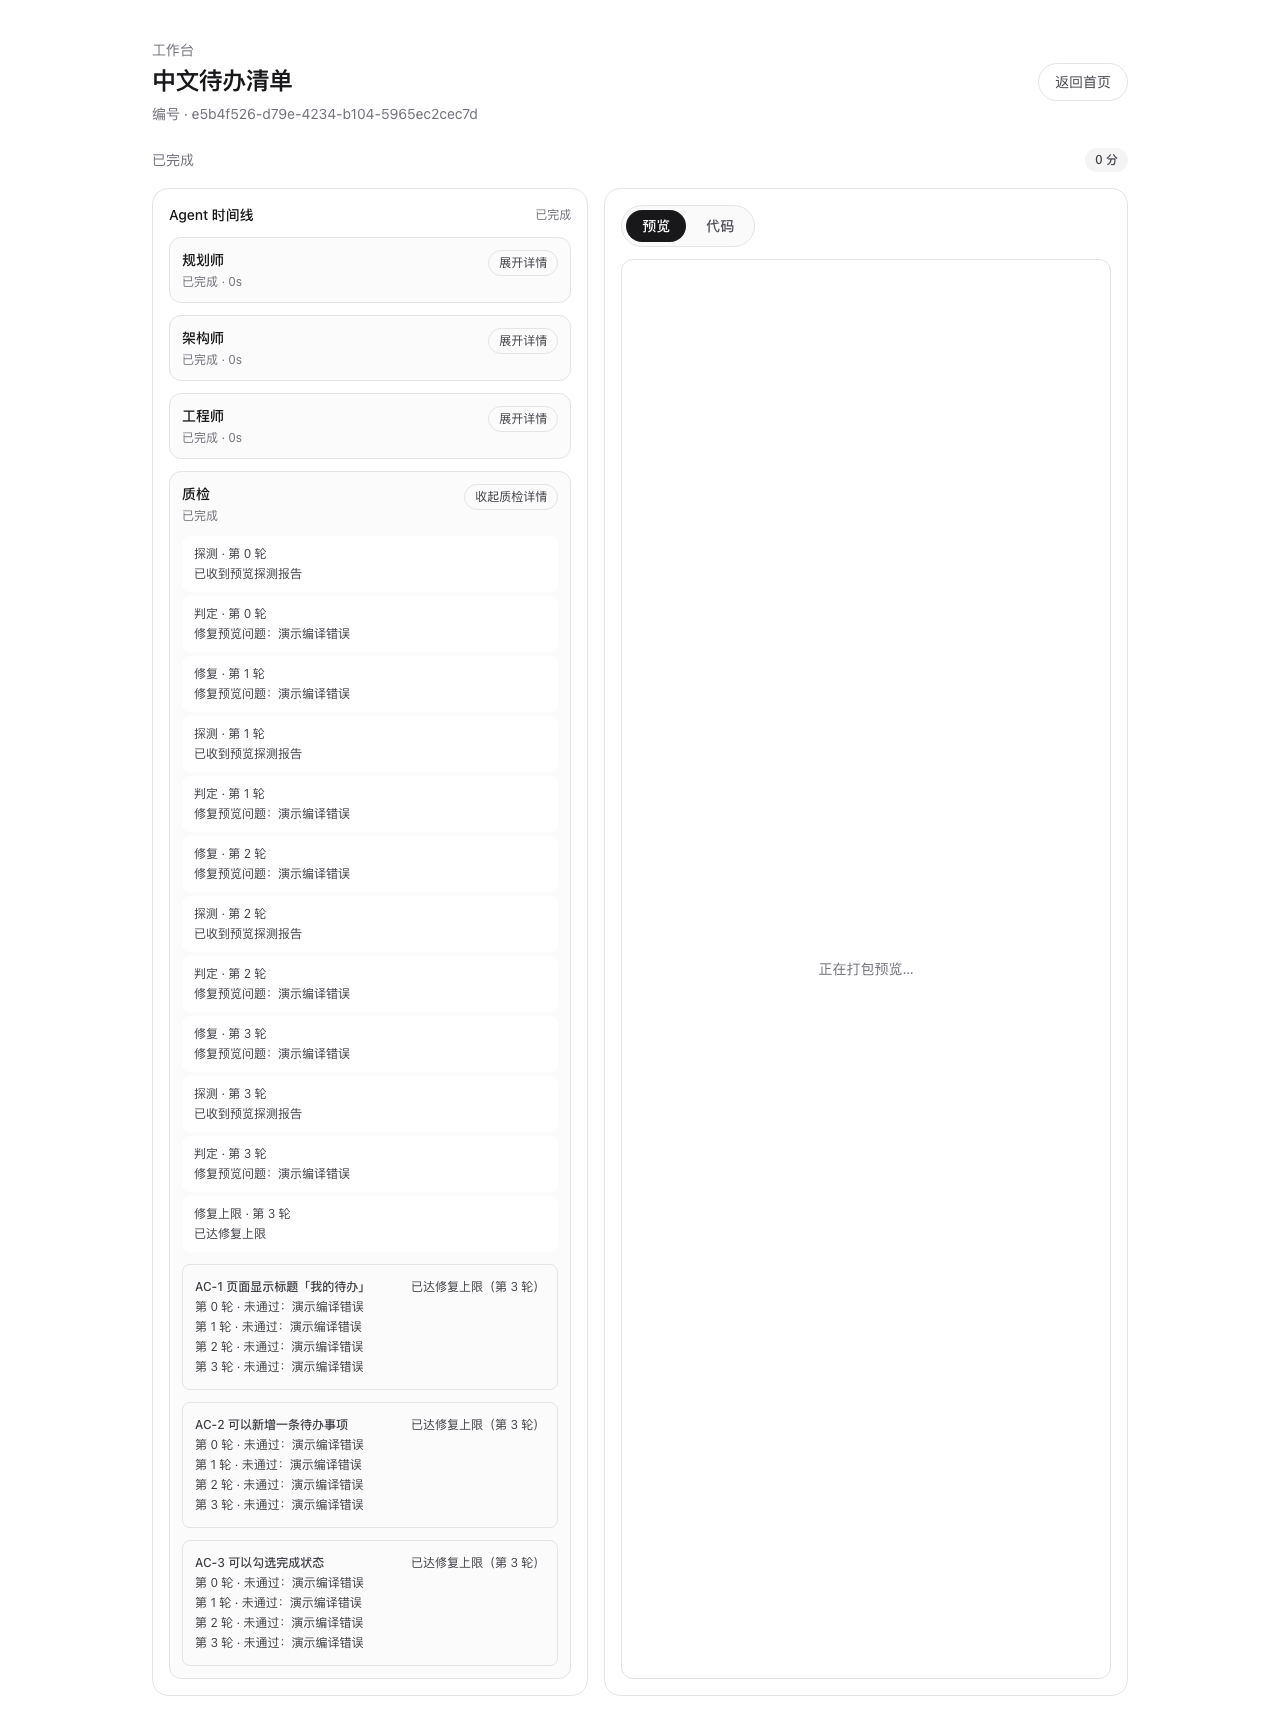 工作台
中文待办清单
返回首页
编号 · e5b4f526-d79e-4234-b104-5965ec2cec7d
已完成
0 分
Agent 时间线
已完成
规划师
展开详情
已完成 · 0s
架构师
展开详情
已完成 · 0s
工程师
展开详情
已完成 · 0s
质检
收起质检详情
已完成
探测 · 第 0 轮
已收到预览探测报告
判定 · 第 0 轮
修复预览问题：演示编译错误
修复 · 第 1 轮
修复预览问题：演示编译错误
探测 · 第 1 轮
已收到预览探测报告
判定 · 第 1 轮
修复预览问题：演示编译错误
修复 · 第 2 轮
修复预览问题：演示编译错误
探测 · 第 2 轮
已收到预览探测报告
判定 · 第 2 轮
修复预览问题：演示编译错误
修复 · 第 3 轮
修复预览问题：演示编译错误
探测 · 第 3 轮
已收到预览探测报告
判定 · 第 3 轮
修复预览问题：演示编译错误
修复上限 · 第 3 轮
已达修复上限
AC-1 页面显示标题「我的待办」
已达修复上限（第 3 轮）
第 0 轮 · 未通过：演示编译错误
第 1 轮 · 未通过：演示编译错误
第 2 轮 · 未通过：演示编译错误
第 3 轮 · 未通过：演示编译错误
AC-2 可以新增一条待办事项
已达修复上限（第 3 轮）
第 0 轮 · 未通过：演示编译错误
第 1 轮 · 未通过：演示编译错误
第 2 轮 · 未通过：演示编译错误
第 3 轮 · 未通过：演示编译错误
AC-3 可以勾选完成状态
已达修复上限（第 3 轮）
第 0 轮 · 未通过：演示编译错误
第 1 轮 · 未通过：演示编译错误
第 2 轮 · 未通过：演示编译错误
第 3 轮 · 未通过：演示编译错误
预览
代码
正在打包预览…